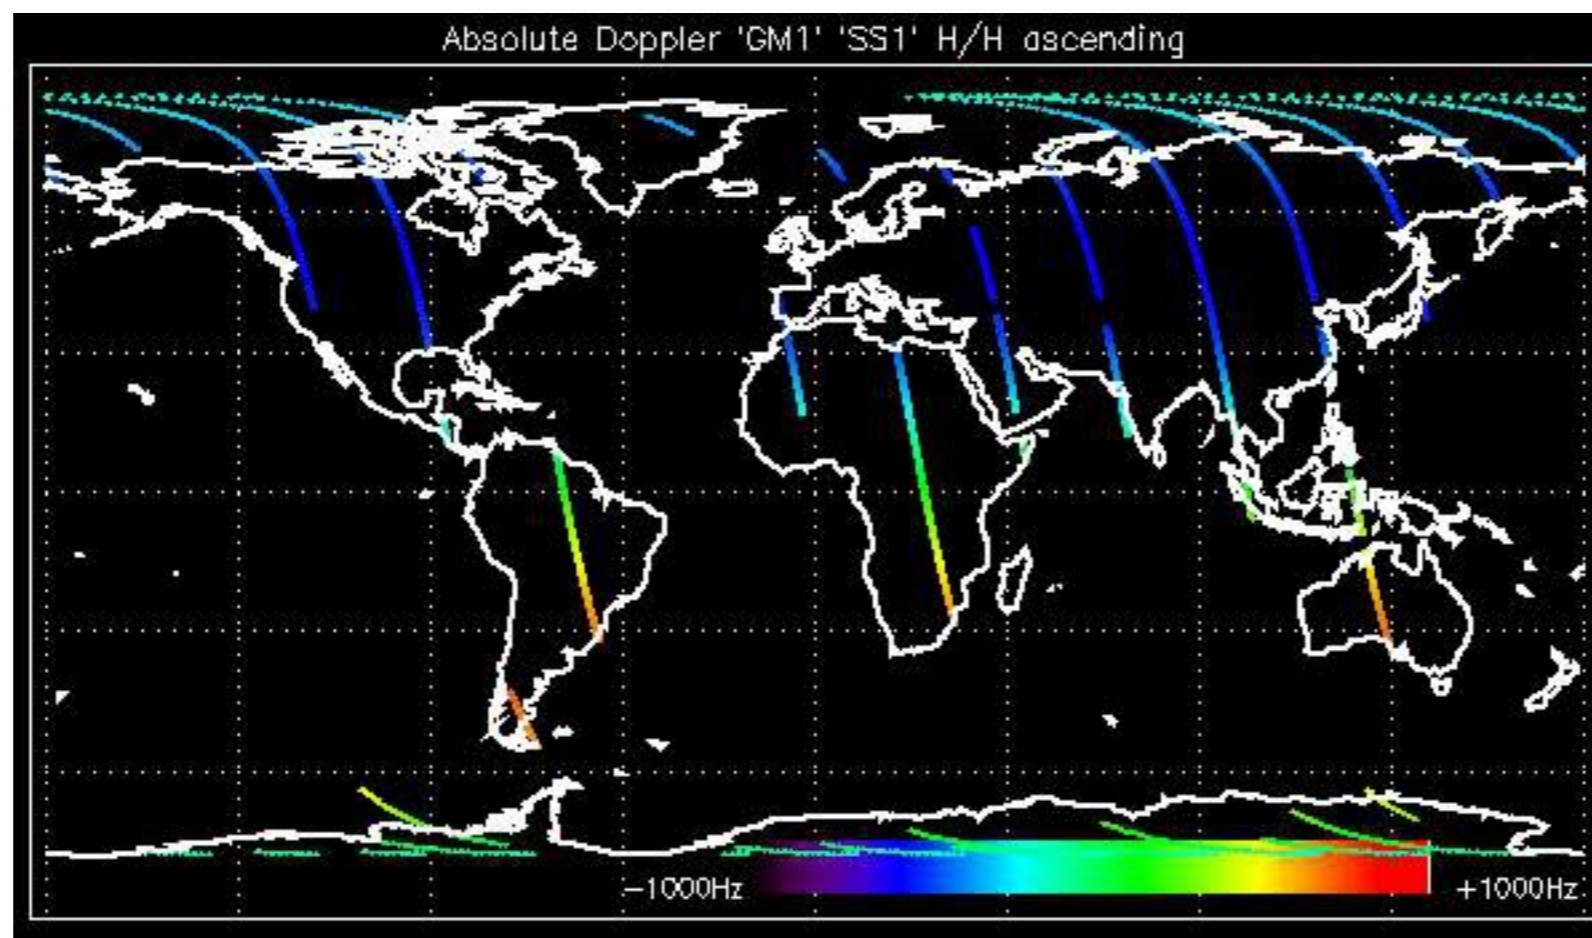 Absolute Doppler 'GM1' 'SS1' H/H ascending
−1000Hz
+1000Hz